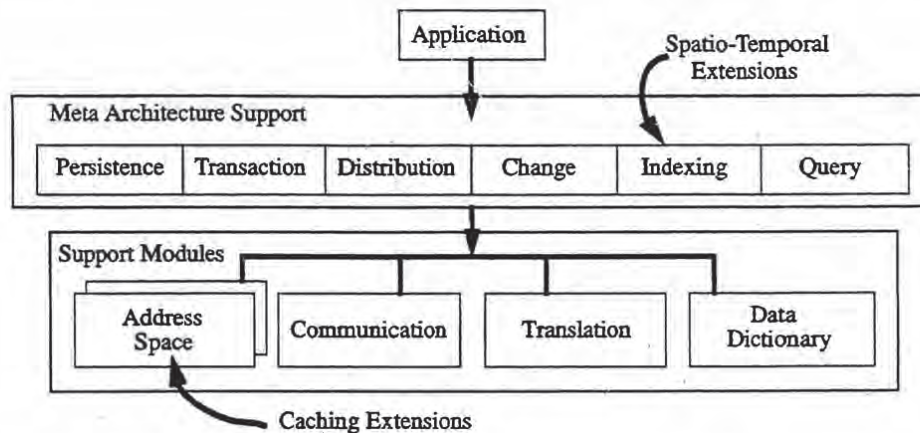 Application
Spatio-Temporal
Extensions
Meta Architecture Support
Persistence
Transaction
Distribution
Change
Indexing
Query
Support Modules
Address
Space
Communication
Translation
Data
Dictionary
Caching Extensions